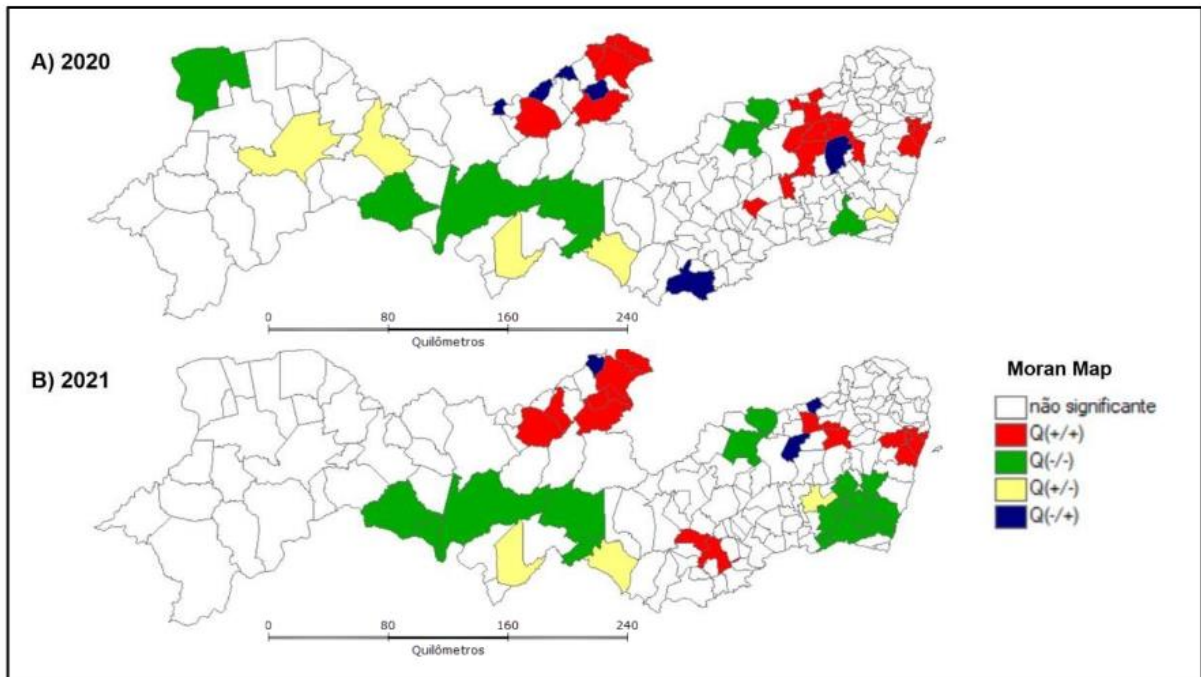 A) 2020
0 80 160 240
Quilômetros
B) 2021
Moran Map
não significante
Q(+/+)
Q(-/-)
Q(+/-)
Q(-/+)
0 80 160 240
Quilômetros